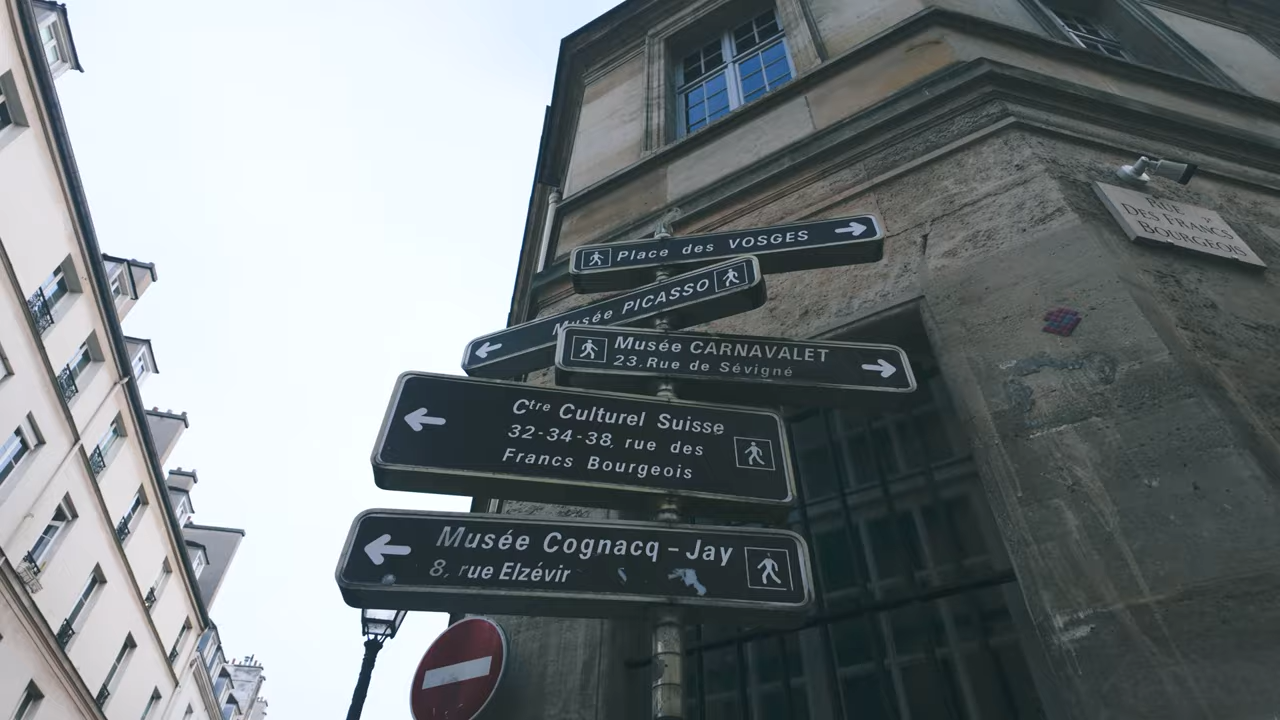 Place des VOSGES
Musée PICASSO
Musée CARNAVALET
23, Rue de Sévigné
Ctre Culturel Suisse
32-34-38, rue des
Francs Bourgeois
Musée Cognacq-Jay
8, rue Elzévir
RUE
DES FRANCS
BOURGEOIS